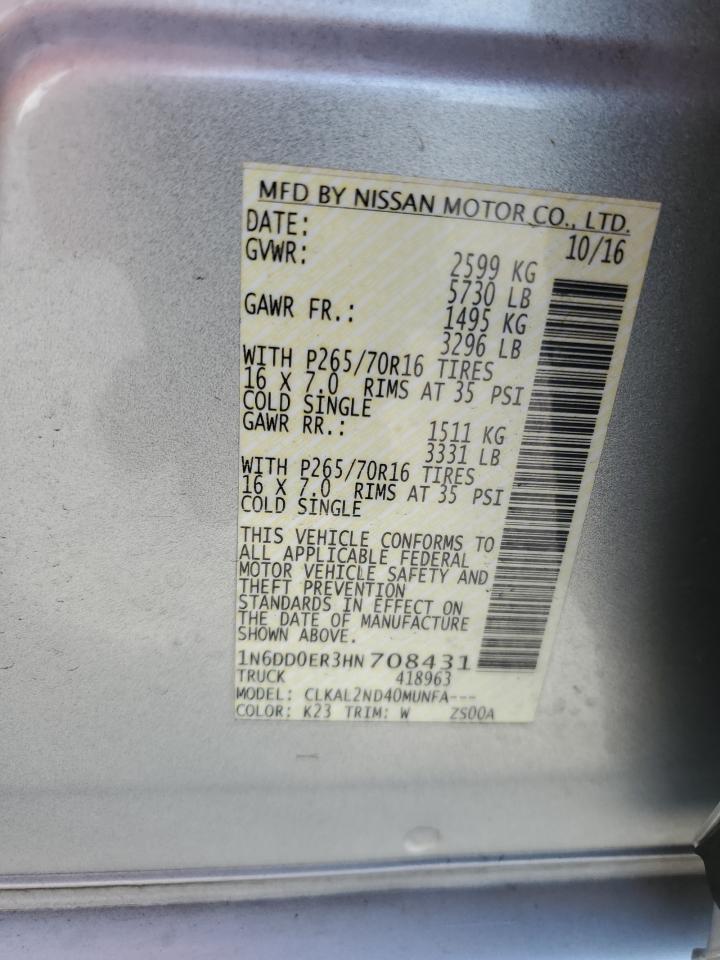 MFD BY NISSAN MOTOR CO., LTD.
DATE: 10/16
GVWR: 2599 KG
5730 LB
GAWR FR.: 1495 KG
3296 LB
WITH P265/70R16 TIRES
16 X 7.0 RIMS AT 35 PSI
COLD SINGLE
GAWR RR.: 1511 KG
3331 LB
WITH P265/70R16 TIRES
16 X 7.0 RIMS AT 35 PSI
COLD SINGLE
THIS VEHICLE CONFORMS TO
ALL APPLICABLE FEDERAL
MOTOR VEHICLE SAFETY AND
THEFT PREVENTION
STANDARDS IN EFFECT ON
THE DATE OF MANUFACTURE
SHOWN ABOVE.
1N6DD0ER3HN708431
TRUCK 418963
MODEL: CLKAL2ND40MUNFA---
COLOR: K23 TRIM: W ZS00A